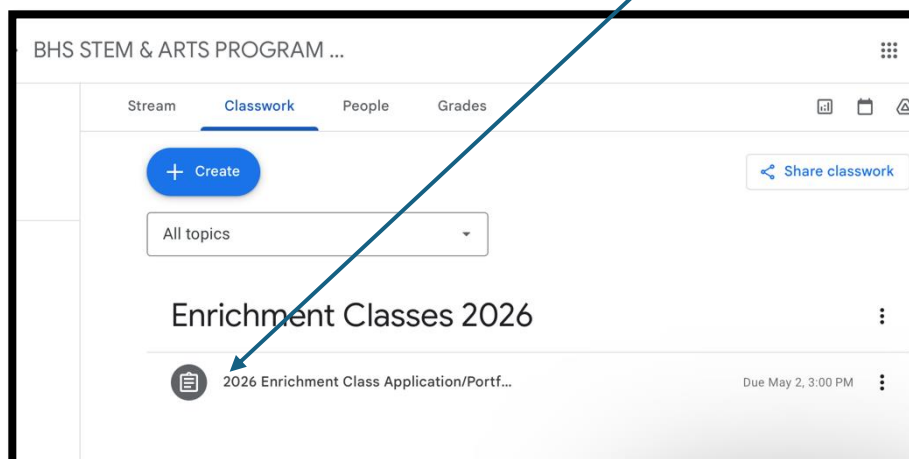 BHS STEM & ARTS PROGRAM ...
Stream Classwork People Grades
+ Create
Share classwork
All topics
Enrichment Classes 2026
2026 Enrichment Class Application/Portf... Due May 2, 3:00 PM